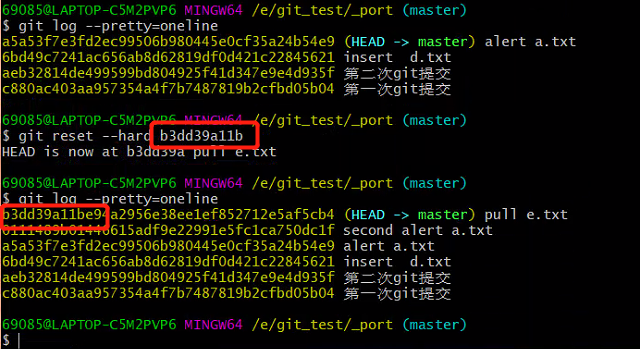 69085@LAPTOP-C5M2PVP6 MINGW64 /e/git_test/_port (master)
$ git log --pretty=oneline
a5a53f7e3fd2ec99506b980445e0cf35a24b54e9 (HEAD -> master) alert a.txt
6bd49c7241ac656ab8d62819df0d421c22845621 insert  d.txt
aeb32814de499599bd804925f41d347e9e4d935f 第二次git提交
c880ac403aa957354a4f7b7487819b2cfbd05b04 第一次git提交
69085@LAPTOP-C5M2PVP6 MINGW64 /e/git_test/_port (master)
$ git reset --hard b3dd39a11b
HEAD is now at b3dd39a pull e.txt
69085@LAPTOP-C5M2PVP6 MINGW64 /e/git_test/_port (master)
$ git log --pretty=oneline
b3dd39a11be94a2956e38ee1ef852712e5af5cb4 (HEAD -> master) pull e.txt
second alert a.txt
a5a53f7e3fd2ec99506b980445e0cf35a24b54e9 alert a.txt
6bd49c7241ac656ab8d62819df0d421c22845621 insert  d.txt
aeb32814de499599bd804925f41d347e9e4d935f 第二次git提交
c880ac403aa957354a4f7b7487819b2cfbd05b04 第一次git提交
69085@LAPTOP-C5M2PVP6 MINGW64 /e/git_test/_port (master)
$